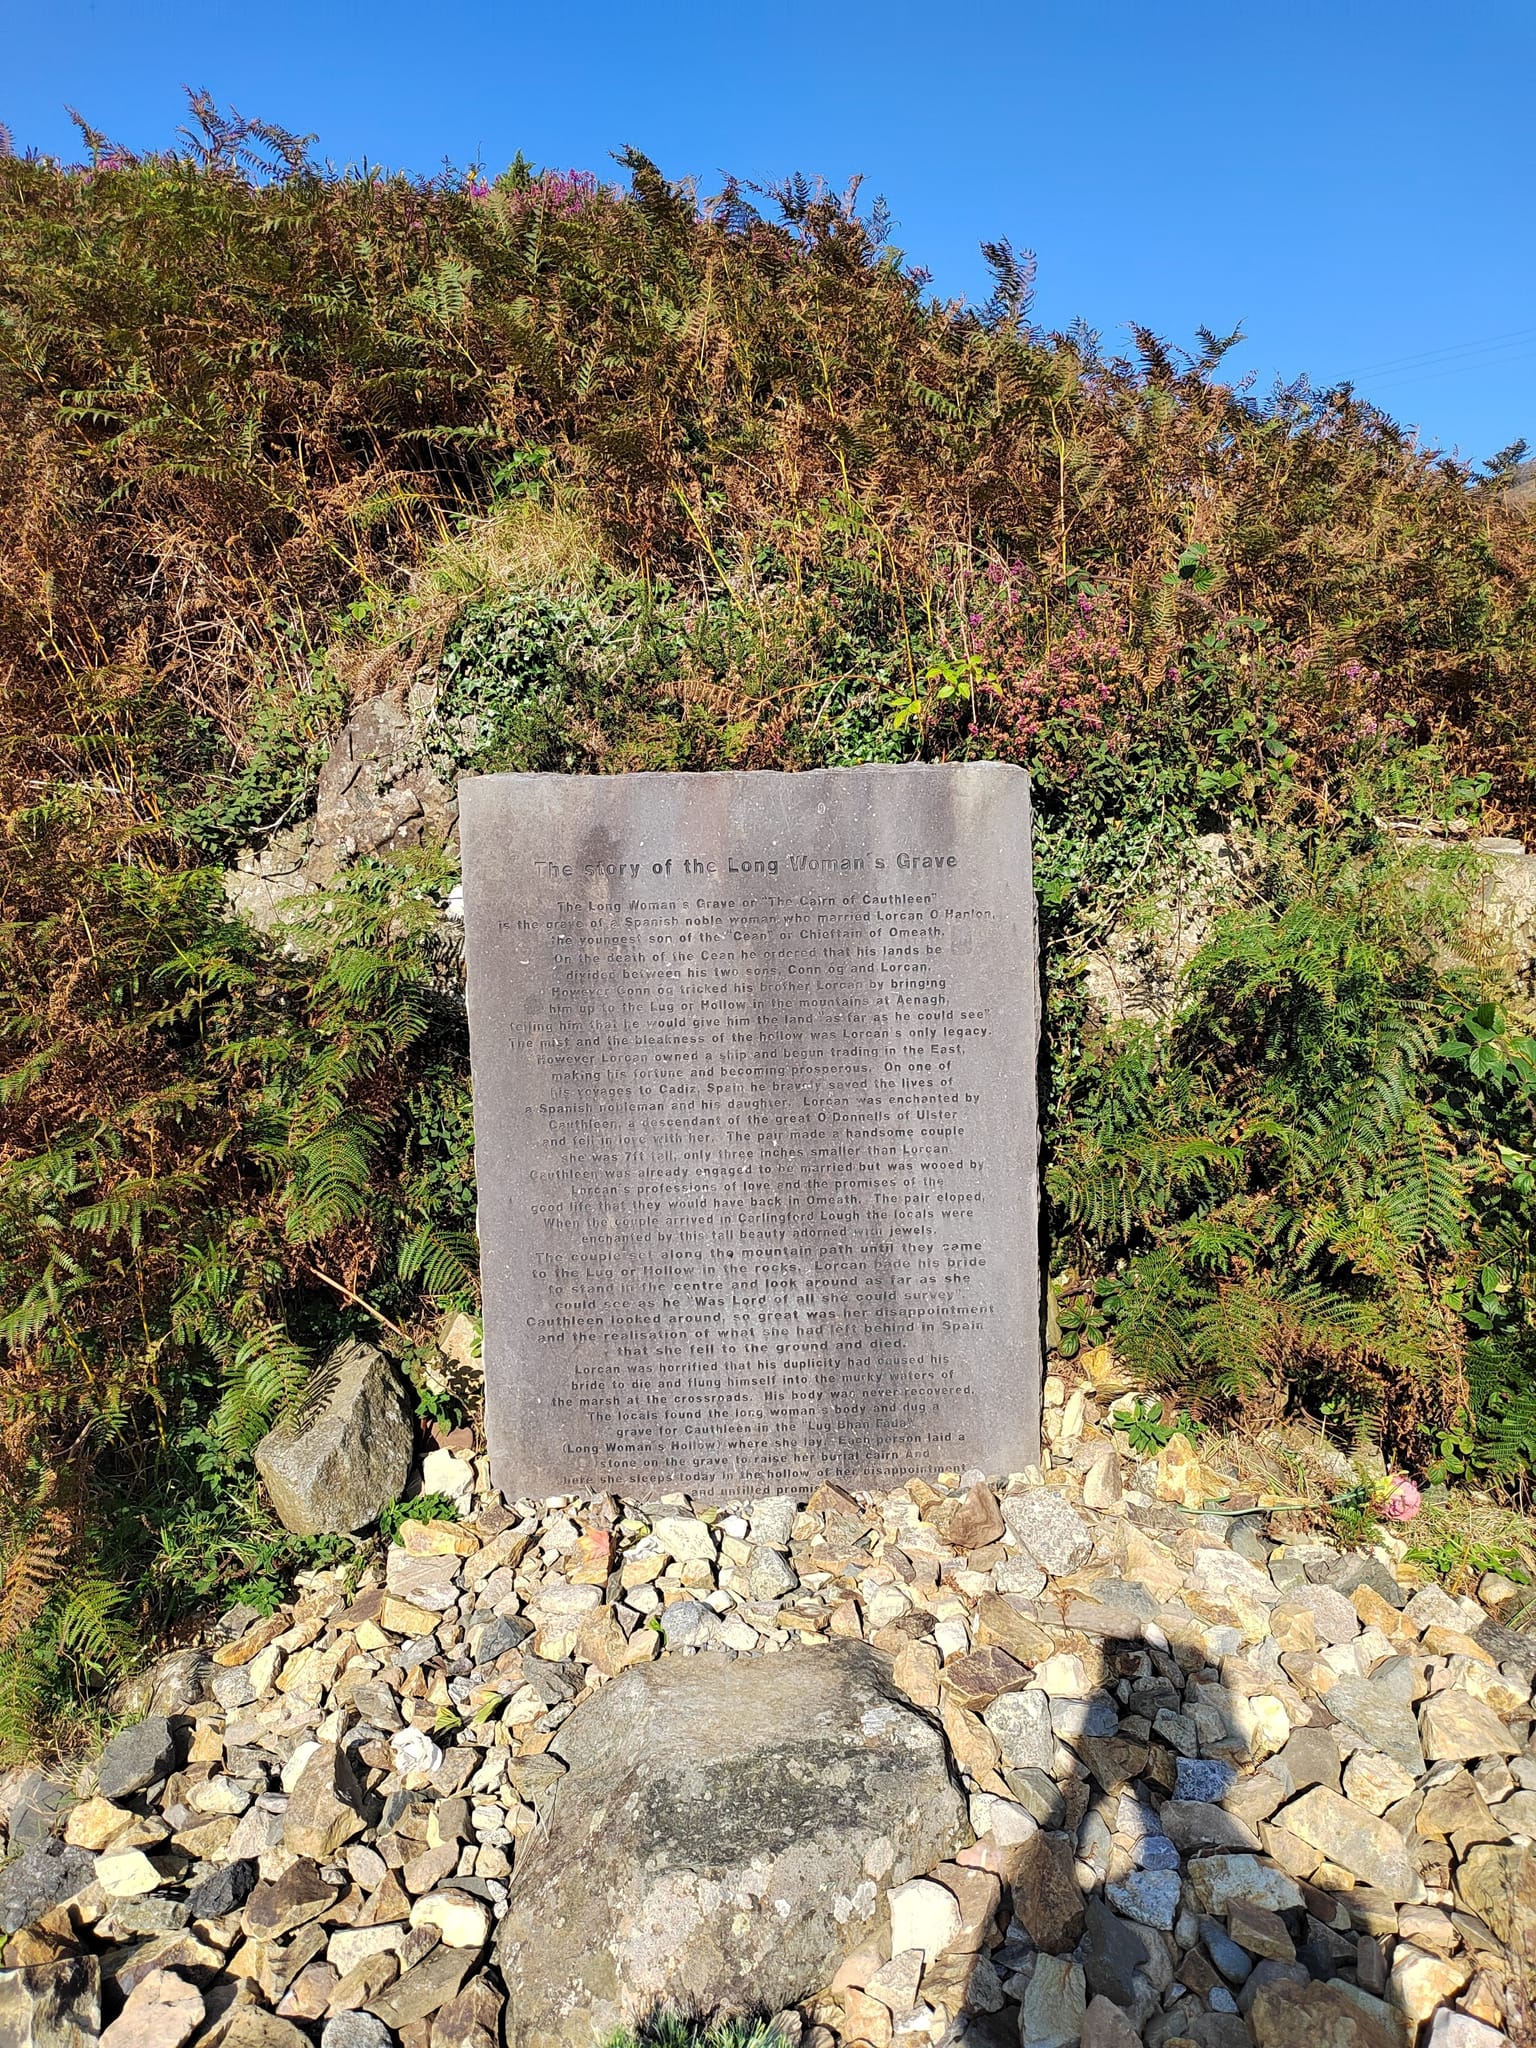 The story of the Long Woman's Grave
The Long Woman's Grave or "The Cairn of Cauthleen"
is the grave of a Spanish noble woman who married Lorcan O'Hanlon,
the youngest son of the "Cean" or Chieftain of Omeath.
On the death of the Cean he ordered that his lands be
divided between his two sons, Conn og and Lorcan.
However Conn og tricked his brother Lorcan by bringing
him up to the Lug or Hollow in the mountains at Aenagh,
telling him that he would give him the land "as far as he could see"
The mist and the bleakness of the hollow was Lorcan's only legacy.
However Lorcan owned a ship and begun trading in the East,
making his fortune and becoming prosperous. On one of
his voyages to Cadiz, Spain he bravely saved the lives of
a Spanish nobleman and his daughter. Lorcan was enchanted by
Cauthleen, a descendant of the great O'Donnells of Ulster
and fell in love with her. The pair made a handsome couple
she was 7ft tall, only three inches smaller than Lorcan.
Cauthleen was already engaged to be married but was wooed by
Lorcan's professions of love and the promises of the
good life that they would have back in Omeath. The pair eloped,
When the couple arrived in Carlingford Lough the locals were
enchanted by this tall beauty adorned with jewels.
The couple set along the mountain path until they came
to the Lug or Hollow in the rocks. Lorcan bade his bride
to stand in the centre and look around as far as she
could see as he "Was Lord of all she could survey".
Cauthleen looked around, so great was her disappointment
and the realisation of what she had left behind in Spain
that she fell to the ground and died.
Lorcan was horrified that his duplicity had caused his
bride to die and flung himself into the murky waters of
the marsh at the crossroads. His body was never recovered.
The locals found the long woman's body and dug a
grave for Cauthleen in the "Lug Bhan Fada"
(Long Woman's Hollow) where she lay. Each person laid a
stone on the grave to raise her burial cairn And
here she sleeps today in the hollow of her disappointment
and unfilled